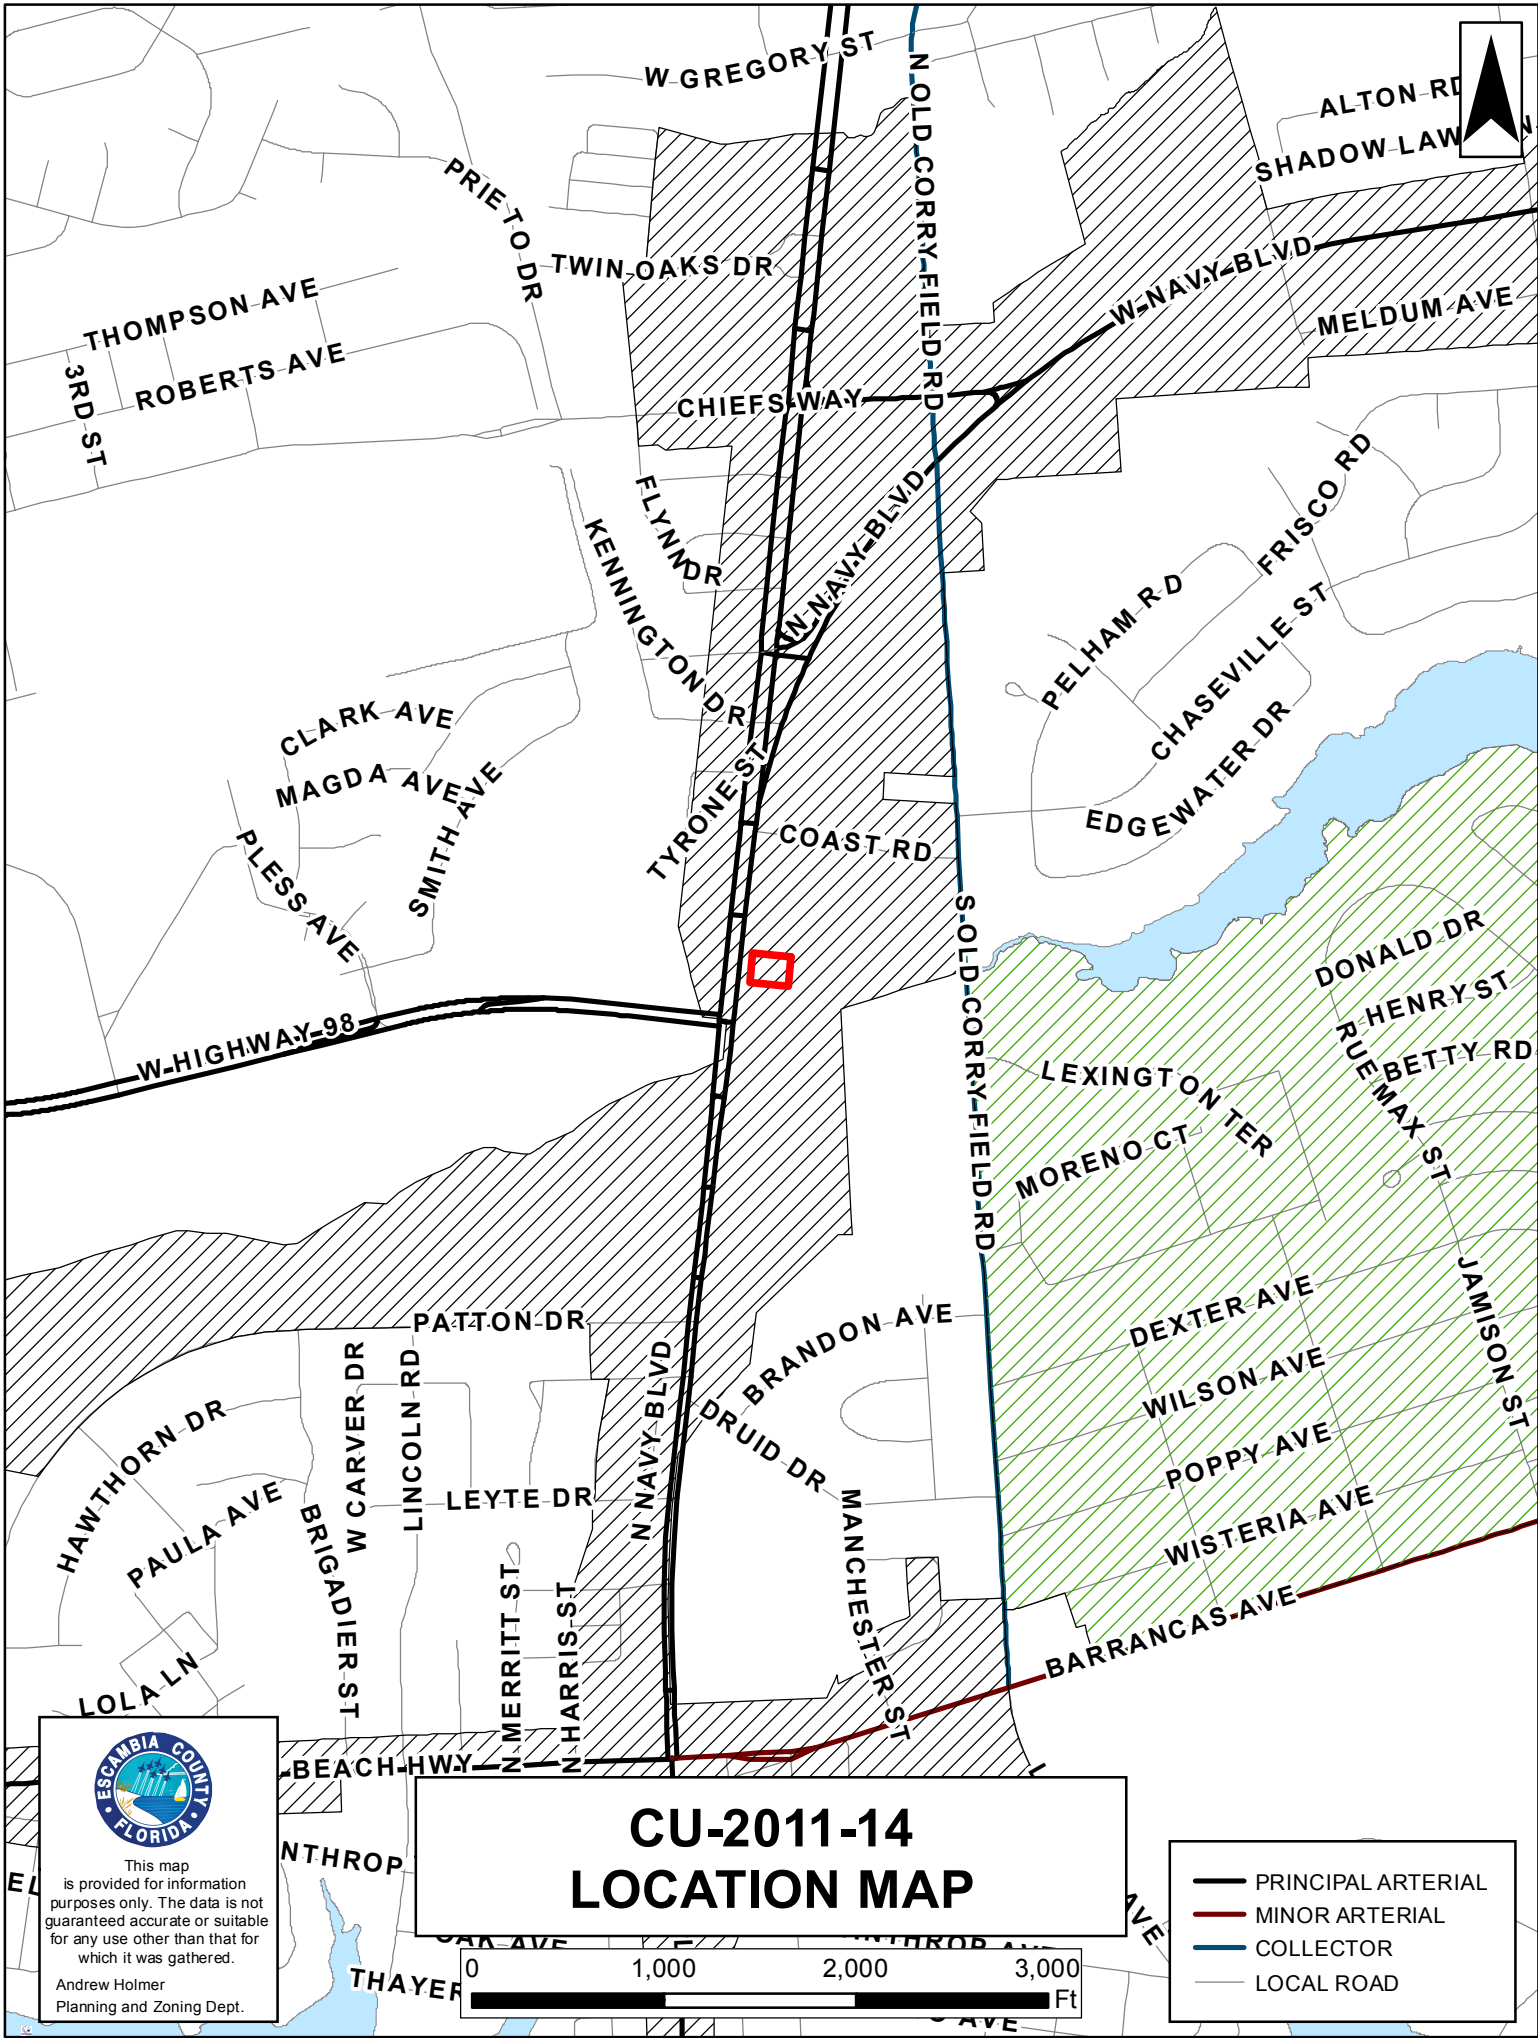 W GREGORY ST
N OLD CORRY FIELD RD
ALTON RD
SHADOW LAWN
PRIETO DR
TWIN OAKS DR
W NAVY BLVD
THOMPSON AVE
MELDUM AVE
ROBERTS AVE
3RD ST
CHIEFS WAY
FLYNN DR
FRISCO RD
KENNINGTON DR
N NAVY BLVD
PELHAM RD
CHASEVILLE ST
CLARK AVE
EDGEWATER DR
MAGDA AVE
SMITH AVE
TYRONE ST
COAST RD
PLESS AVE
S OLD CORRY FIELD RD
DONALD DR
HENRY ST
W HIGHWAY 98
RUE MAX ST
BETTY RD
LEXINGTON TER
MORENO CT
JAMISON ST
PATTON DR
BRANDON AVE
DEXTER AVE
W CARVER DR
LINCOLN RD
N NAVY BLVD
WILSON AVE
HAWTHORN DR
DRUID DR
POPPY AVE
LEYTE DR
PAULA AVE
BRIGADIER ST
MANCHESTER ST
WISTERIA AVE
N MERRITT ST
N HARRIS ST
BARRANCAS AVE
LOLA LN
BEACH HWY
ESCAMBIA COUNTY
FLORIDA
This map
is provided for information
purposes only. The data is not
guaranteed accurate or suitable
for any use other than that for
which it was gathered.
Andrew Holmer
Planning and Zoning Dept.
NTHROP
CU-2011-14
LOCATION MAP
AVE
OAK AVE
THAYER
0 1,000 2,000 3,000
Ft
AVE
PRINCIPAL ARTERIAL
MINOR ARTERIAL
COLLECTOR
LOCAL ROAD